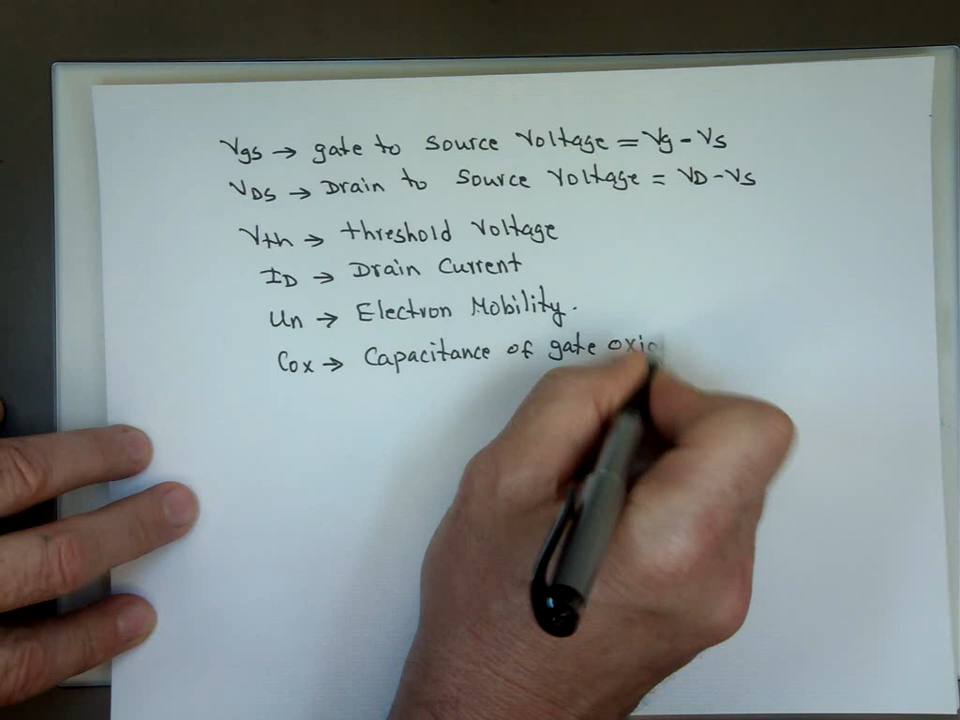 Vgs → gate to source voltage = Vg - Vs
VDS → Drain to source voltage = VD - VS
Vth → threshold voltage
ID → Drain Current
Un → Electron Mobility.
Cox → Capacitance of gate